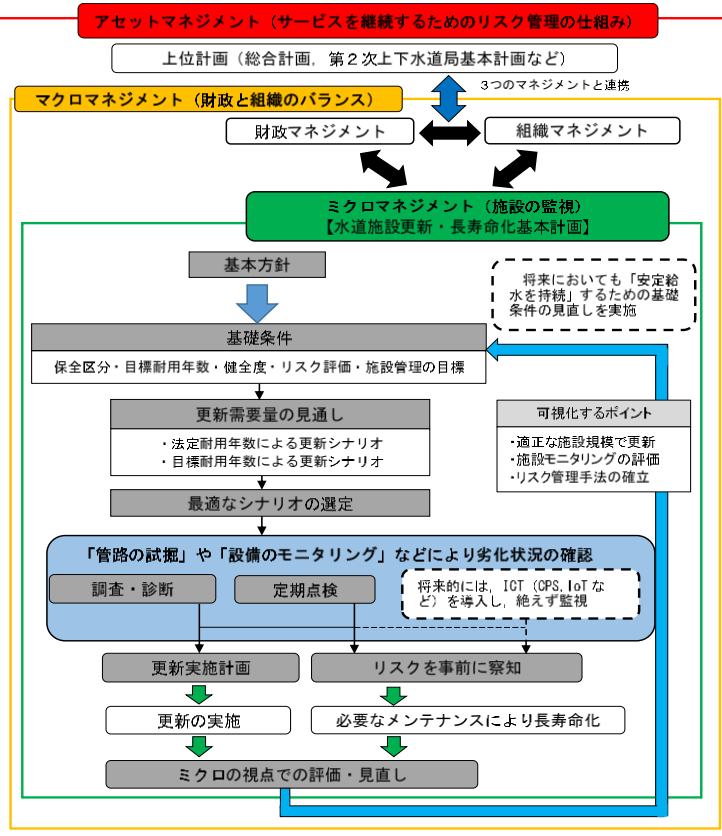 アセットマネジメント（サービスを継続するためのリスク管理の仕組み）
上位計画（総合計画，第２次上下水道局基本計画など）
３つのマネジメントと連携
マクロマネジメント（財政と組織のバランス）
財政マネジメント
組織マネジメント
ミクロマネジメント（施設の監視）
【水道施設更新・長寿命化基本計画】
基本方針
将来においても「安定給
水を持続」するための基礎
条件の見直しを実施
基礎条件
保全区分・目標耐用年数・健全度・リスク評価・施設管理の目標
更新需要量の見通し
・法定耐用年数による更新シナリオ
・目標耐用年数による更新シナリオ
可視化するポイント
・適正な施設規模で更新
・施設モニタリングの評価
・リスク管理手法の確立
最適なシナリオの選定
「管路の試掘」や「設備のモニタリング」などにより劣化状況の確認
調査・診断
定期点検
将来的には，ICT（CPS,IoTな
ど）を導入し，絶えず監視
更新実施計画
リスクを事前に察知
更新の実施
必要なメンテナンスにより長寿命化
ミクロの視点での評価・見直し